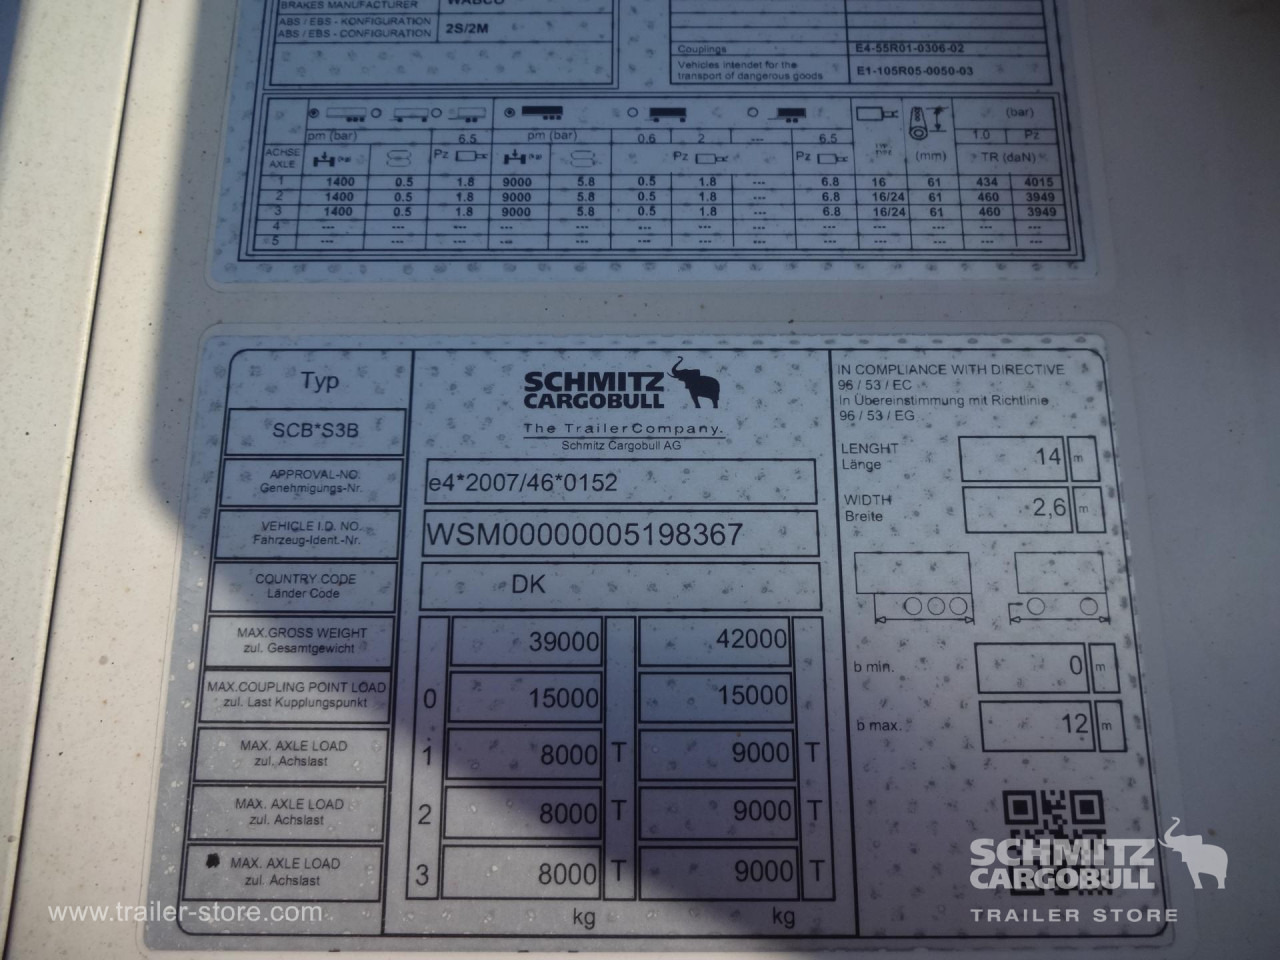 BRAKES MANUFACTURER WABCO
ABS / EBS - KONFIGURATION
ABS / EBS - CONFIGURATION 2S/2M
Couplings E4-55R01-0306-02
Vehicles intendet for the
transport of dangerous goods E1-105R05-0050-03
(bar)
pm (bar) 6.5 pm (bar) 0.6 2 --- 6.5 1.0 Pz
ACHSE
AXLE Pz Pz Pz (mm) TR (daN)
1 1400 0.5 1.8 9000 5.8 0.5 1.8 --- 6.8 16 61 434 4015
2 1400 0.5 1.8 9000 5.8 0.5 1.8 --- 6.8 16/24 61 460 3949
3 1400 0.5 1.8 9000 5.8 0.5 1.8 --- 6.8 16/24 61 460 3949
4 --- --- --- --- --- --- --- --- --- --- --- --- ---
5 --- --- --- --- --- --- --- --- --- --- --- --- ---
Typ
SCB*S3B
SCHMITZ
CARGOBULL
The TrailerCompany.
Schmitz Cargobull AG
APPROVAL-NO.
Genehmigungs-Nr.
e4*2007/46*0152
VEHICLE I.D. NO.
Fahrzeug-Ident.-Nr.
WSM00000005198367
COUNTRY CODE
Länder Code
DK
MAX.GROSS WEIGHT
zul. Gesamtgewicht
39000 42000
MAX.COUPLING POINT LOAD
zul. Last Kupplungspunkt
0 15000 15000
MAX. AXLE LOAD
zul. Achslast
1 8000 T 9000 T
MAX. AXLE LOAD
zul. Achslast
2 8000 T 9000 T
MAX. AXLE LOAD
zul. Achslast
3 8000 T 9000 T
kg kg
IN COMPLIANCE WITH DIRECTIVE
96 / 53 / EC
In Übereinstimmung mit Richtlinie
96 / 53 / EG
LENGHT
Länge
14 m
WIDTH
Breite
2,6 m
b min. 0 m
b max. 12 m
www.trailer-store.com
SCHMITZ
CARGOBULL
TRAILER STORE